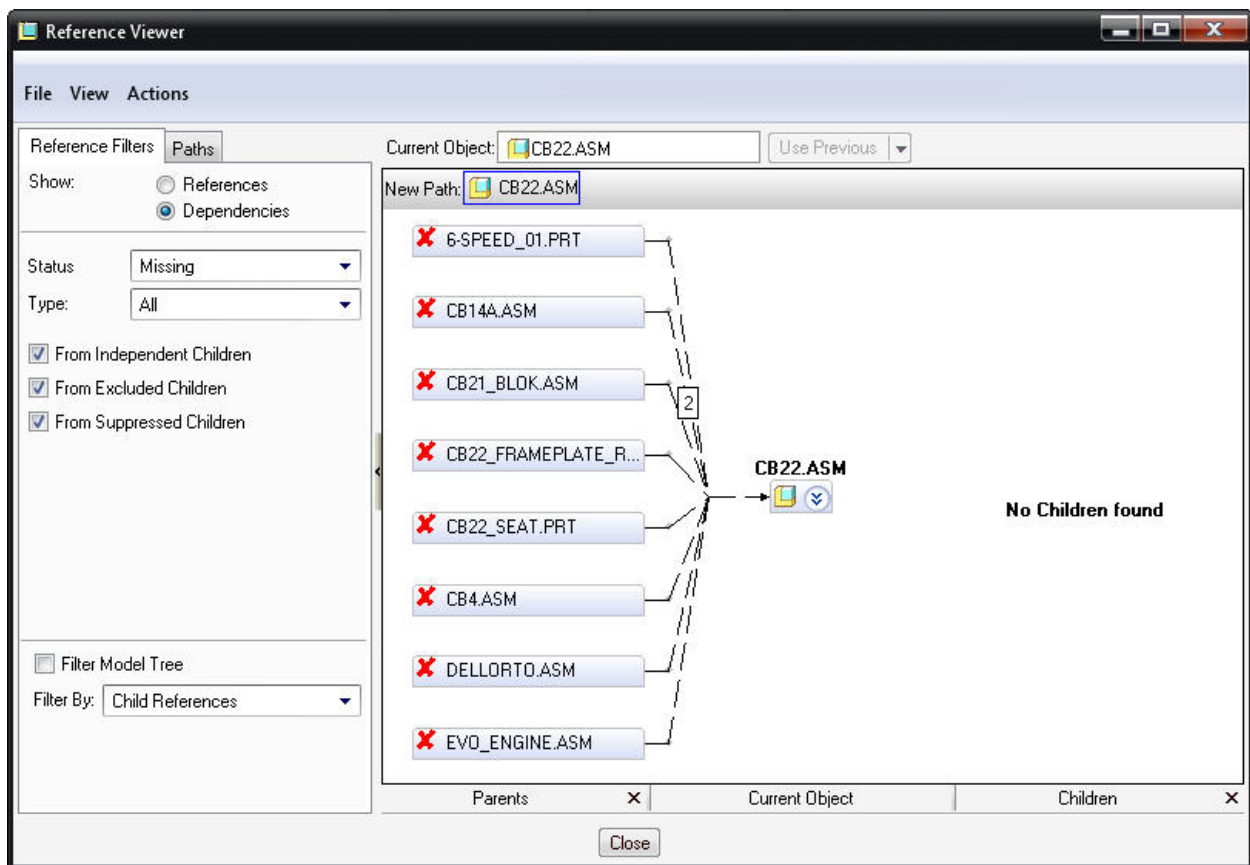 Reference Viewer
File View Actions
Reference Filters Paths
Current Object: CB22.ASM Use Previous
Show: References
Dependencies
New Path: CB22.ASM
Status Missing
Type: All
From Independent Children
From Excluded Children
From Suppressed Children
Filter Model Tree
Filter By: Child References
6-SPEED_01.PRT
CB14A.ASM
CB21_BLOK.ASM
2
CB22_FRAMEPLATE_R...
CB22_SEAT.PRT
CB4.ASM
DELLORTO.ASM
EVO_ENGINE.ASM
CB22.ASM
No Children found
Parents Current Object Children
Close